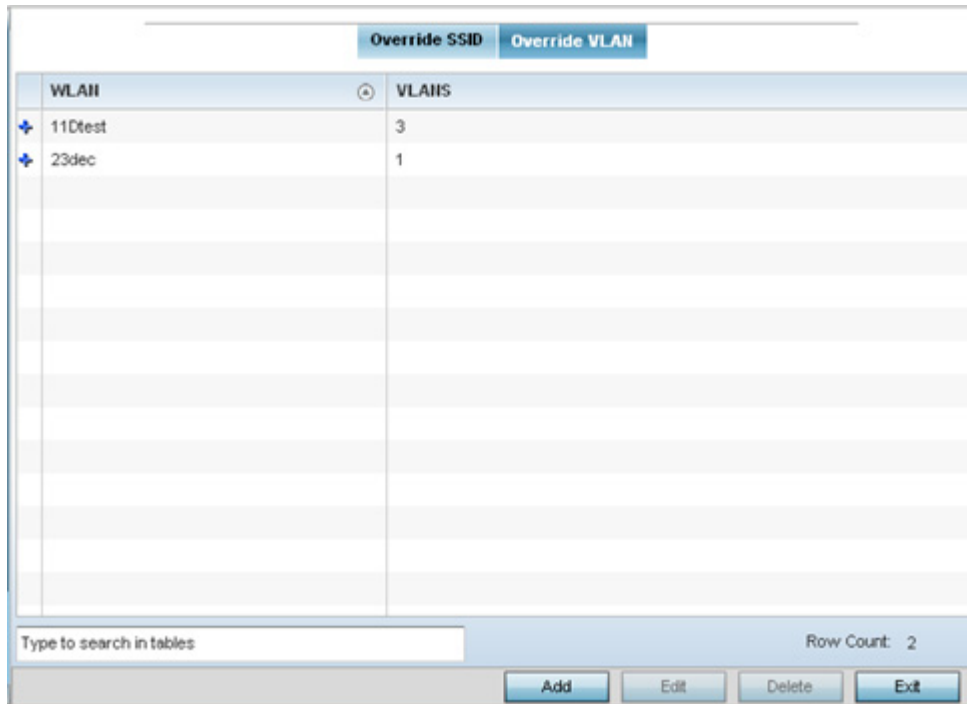 Override SSID Override VLAN
WLAN VLANS
11Dtest 3
23dec 1
Type to search in tables Row Count: 2
Add Edit Delete Exit